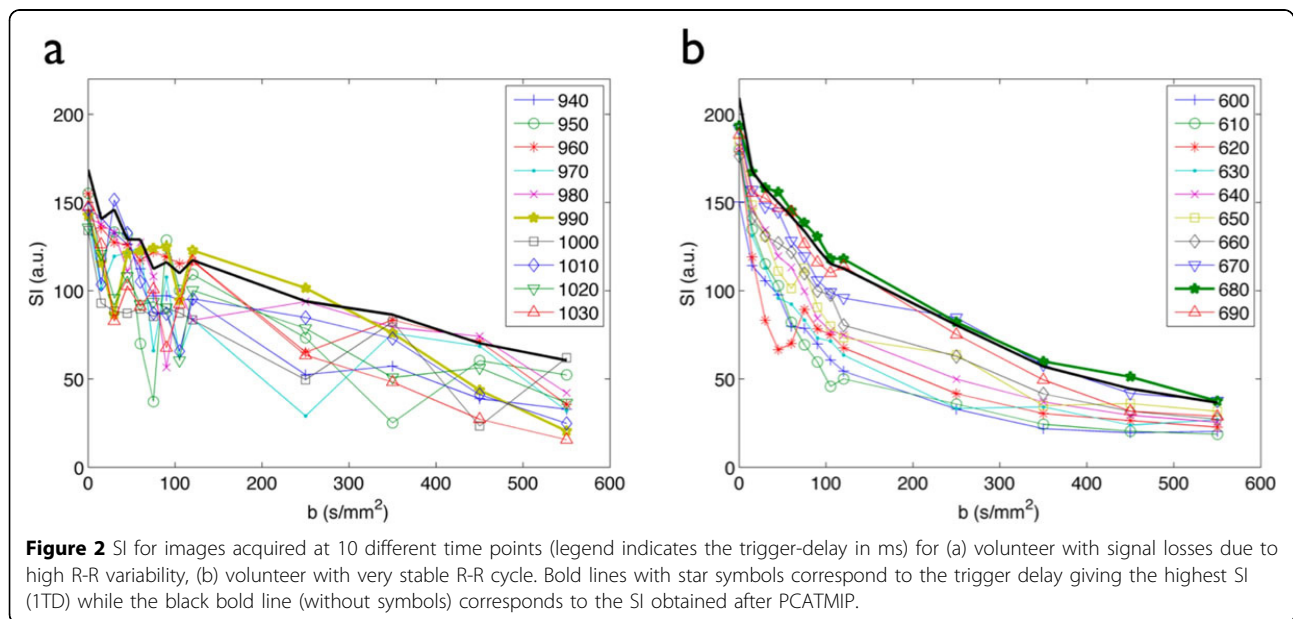 a
SI (a.u.)
200
150
100
50
0
0 100 200 300 400 500 600
b (s/mm²)
940
950
960
970
980
990
1000
1010
1020
1030
b
SI (a.u.)
200
150
100
50
0
0 100 200 300 400 500 600
b (s/mm²)
600
610
620
630
640
650
660
670
680
690
Figure 2 SI for images acquired at 10 different time points (legend indicates the trigger-delay in ms) for (a) volunteer with signal losses due to
high R-R variability, (b) volunteer with very stable R-R cycle. Bold lines with star symbols correspond to the trigger delay giving the highest SI
(1TD) while the black bold line (without symbols) corresponds to the SI obtained after PCATMIP.